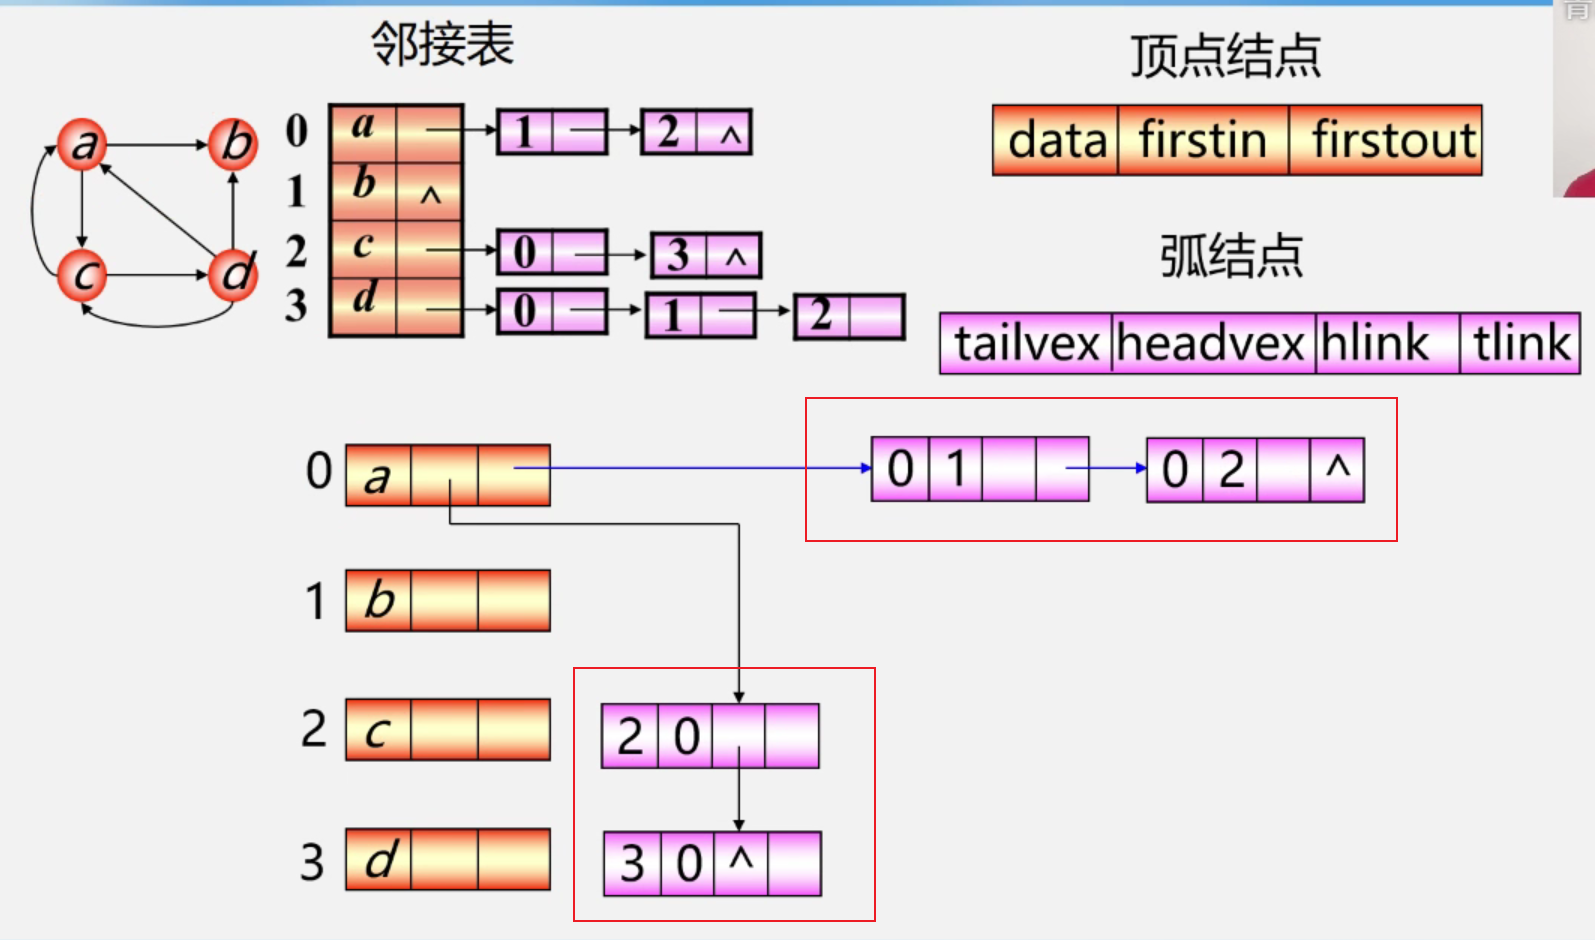 邻接表
顶点结点
data firstin firstout
弧结点
tailvex headvex hlink tlink
a b
c d
0 a 1 2 ^
1 b ^
2 c 0 3 ^
3 d 0 1 2
0 a 0 1 0 2 ^
1 b
2 c 2 0
3 d 3 0 ^